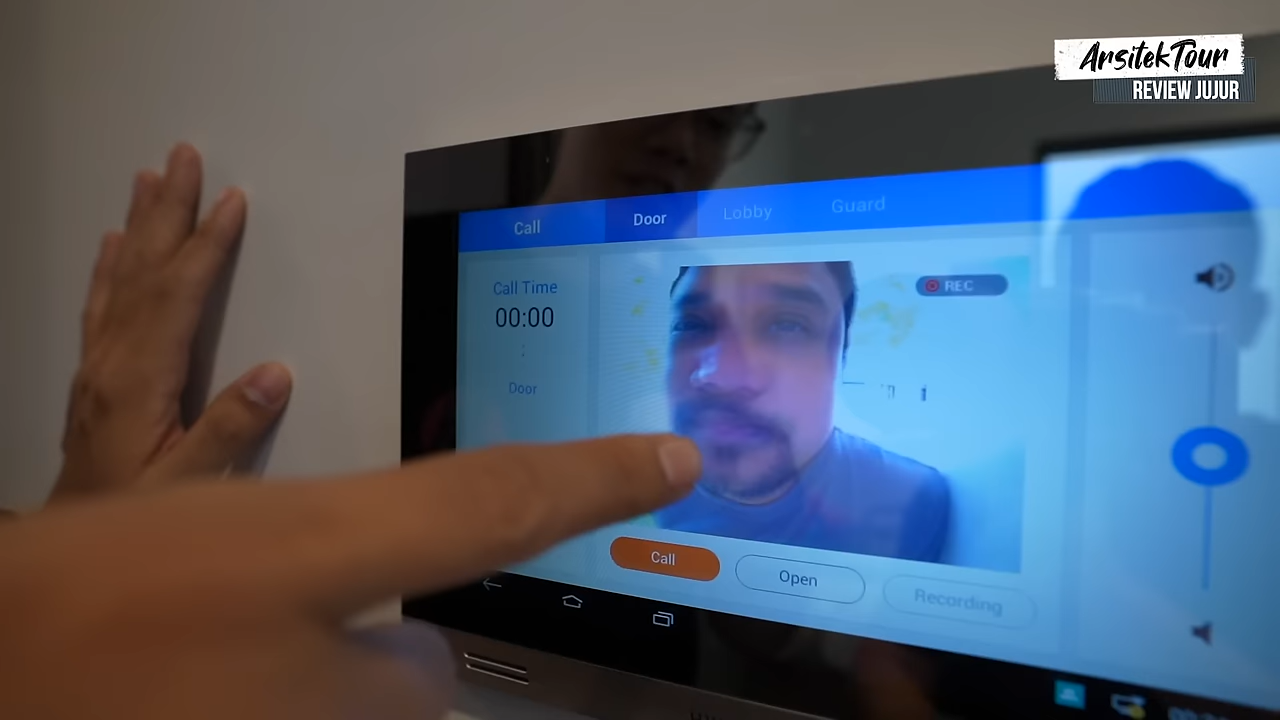 ArsitekTour
REVIEW JUJUR
Call
Door
Lobby
Guard
Call Time
00:00
:
Door
REC
Call
Open
Recording